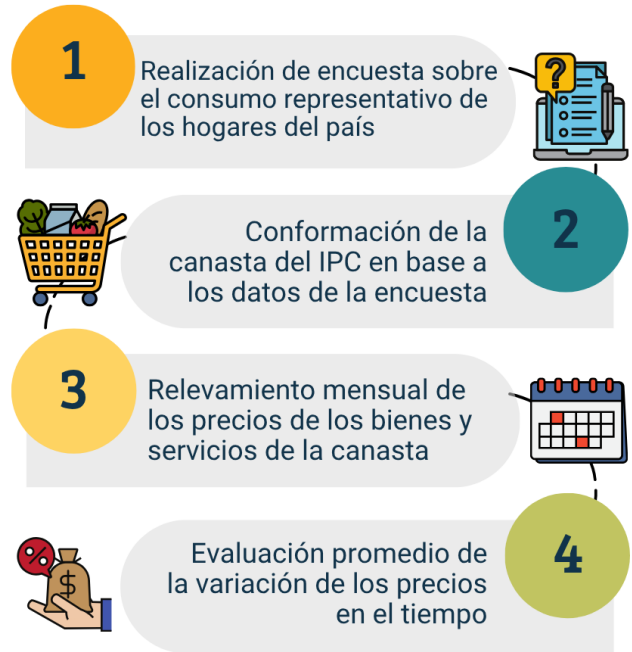 1
Realización de encuesta sobre
el consumo representativo de
los hogares del país
?
2
Conformación de la
canasta del IPC en base a
los datos de la encuesta
3
Relevamiento mensual de
los precios de los bienes y
servicios de la canasta
4
Evaluación promedio de
la variación de los precios
en el tiempo
%
$